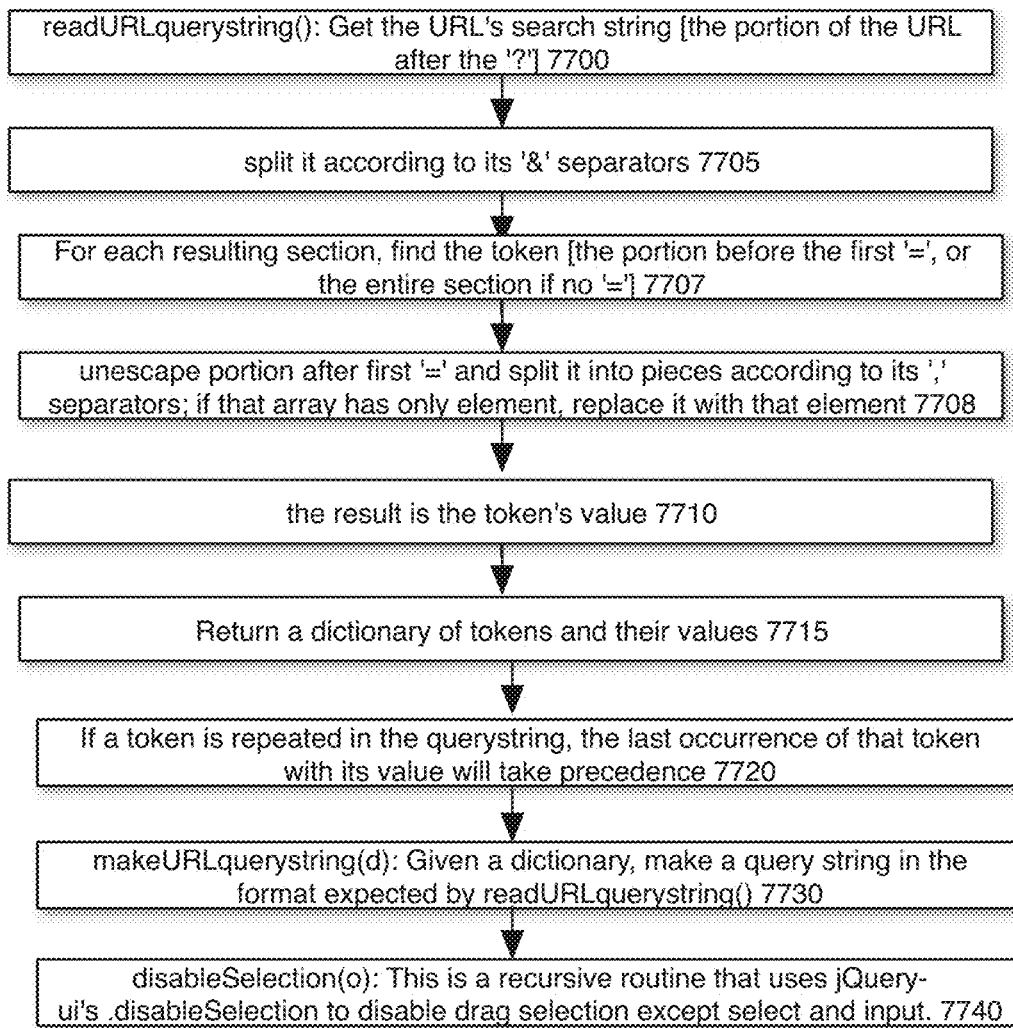 readURLquerystring(): Get the URL's search string [the portion of the URL
after the '?'] 7700
split it according to its '&' separators 7705
For each resulting section, find the token [the portion before the first '=', or
the entire section if no '='] 7707
unescape portion after first '=' and split it into pieces according to its ','
separators; if that array has only element, replace it with that element 7708
the result is the token's value 7710
Return a dictionary of tokens and their values 7715
If a token is repeated in the querystring, the last occurrence of that token
with its value will take precedence 7720
makeURLquerystring(d): Given a dictionary, make a query string in the
format expected by readURLquerystring() 7730
disableSelection(o): This is a recursive routine that uses jQuery-
ui's .disableSelection to disable drag selection except select and input. 7740